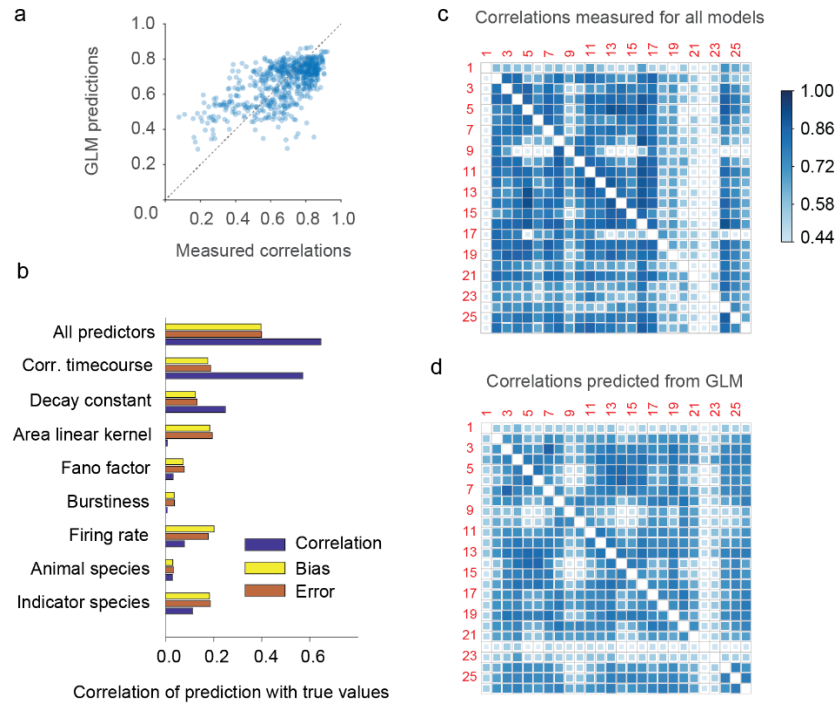 a
1.0
0.8
0.6
0.4
0.2
0.0
0.2 0.4 0.6 0.8 1.0
GLM predictions
Measured correlations
b
All predictors
Corr. timecourse
Decay constant
Area linear kernel
Fano factor
Burstiness
Firing rate
Animal species
Indicator species
Correlation
Bias
Error
0.0 0.2 0.4 0.6
Correlation of prediction with true values
c
Correlations measured for all models
1 3 5 7 9 11 13 15 17 19 21 23 25
1
3
5
7
9
11
13
15
17
19
21
23
25
1.00
0.86
0.72
0.58
0.44
d
Correlations predicted from GLM
1 3 5 7 9 11 13 15 17 19 21 23 25
1
3
5
7
9
11
13
15
17
19
21
23
25